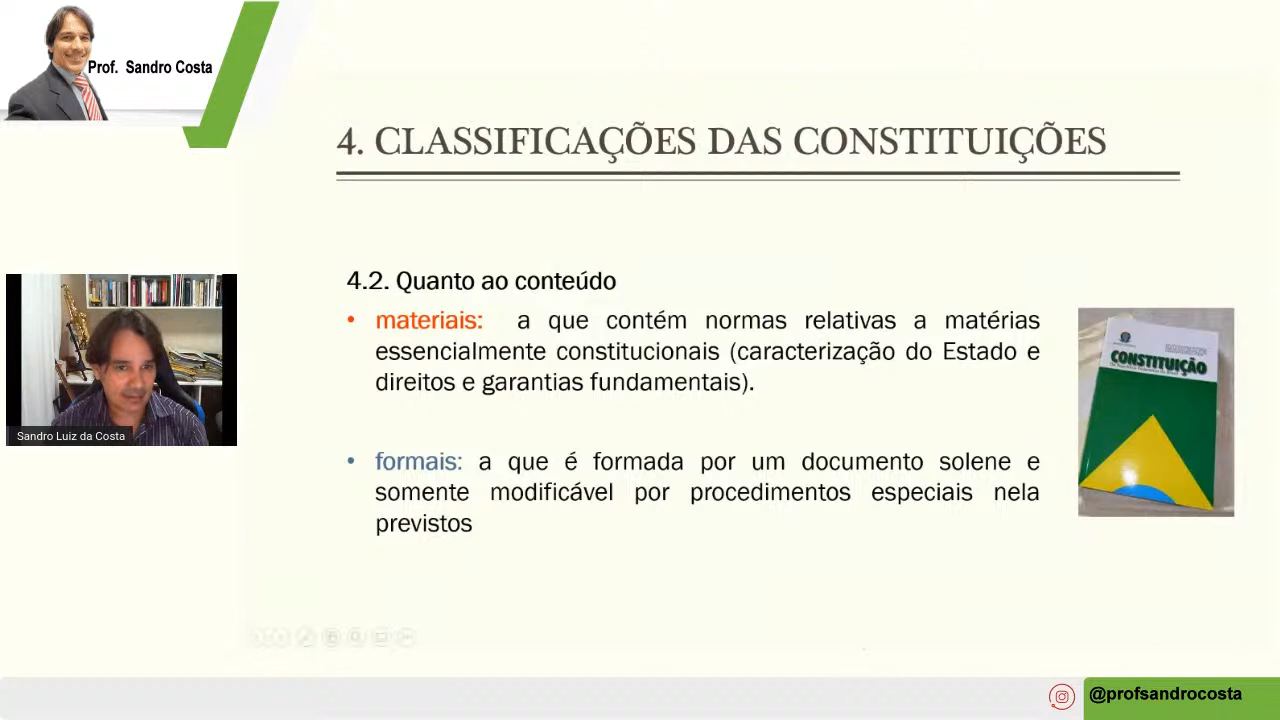 Prof. Sandro Costa
4. CLASSIFICAÇÕES DAS CONSTITUIÇÕES
4.2. Quanto ao conteúdo
• materiais: a que contém normas relativas a matérias
essencialmente constitucionais (caracterização do Estado e
direitos e garantias fundamentais).
CONSTITUIÇÃO
• formais: a que é formada por um documento solene e
somente modificável por procedimentos especiais nela
previstos
Sandro Luiz da Costa
@profsandrocosta